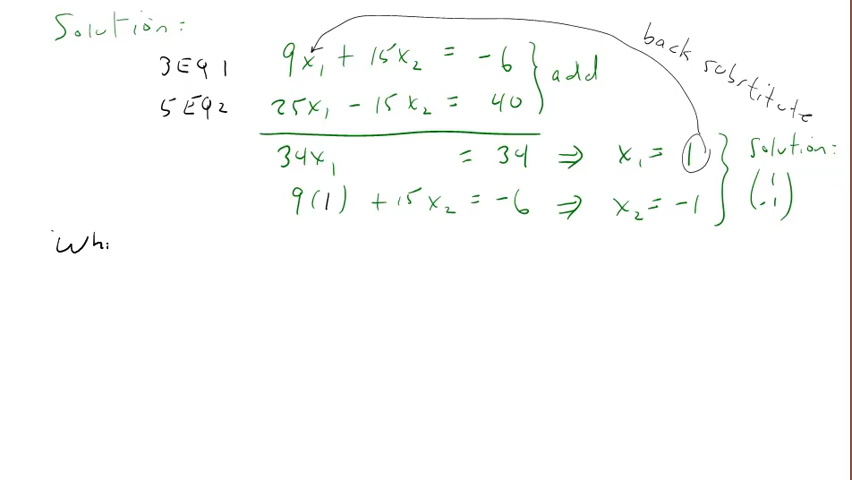 Solution:
3EQ1 9x₁ + 15x₂ = -6 } add
5EQ2 25x₁ - 15x₂ = 40
back substitute
34x₁ = 34 ⇒ x₁ = 1 } solution:
9(1) + 15x₂ = -6 ⇒ x₂ = -1 (1 -1)
Whi